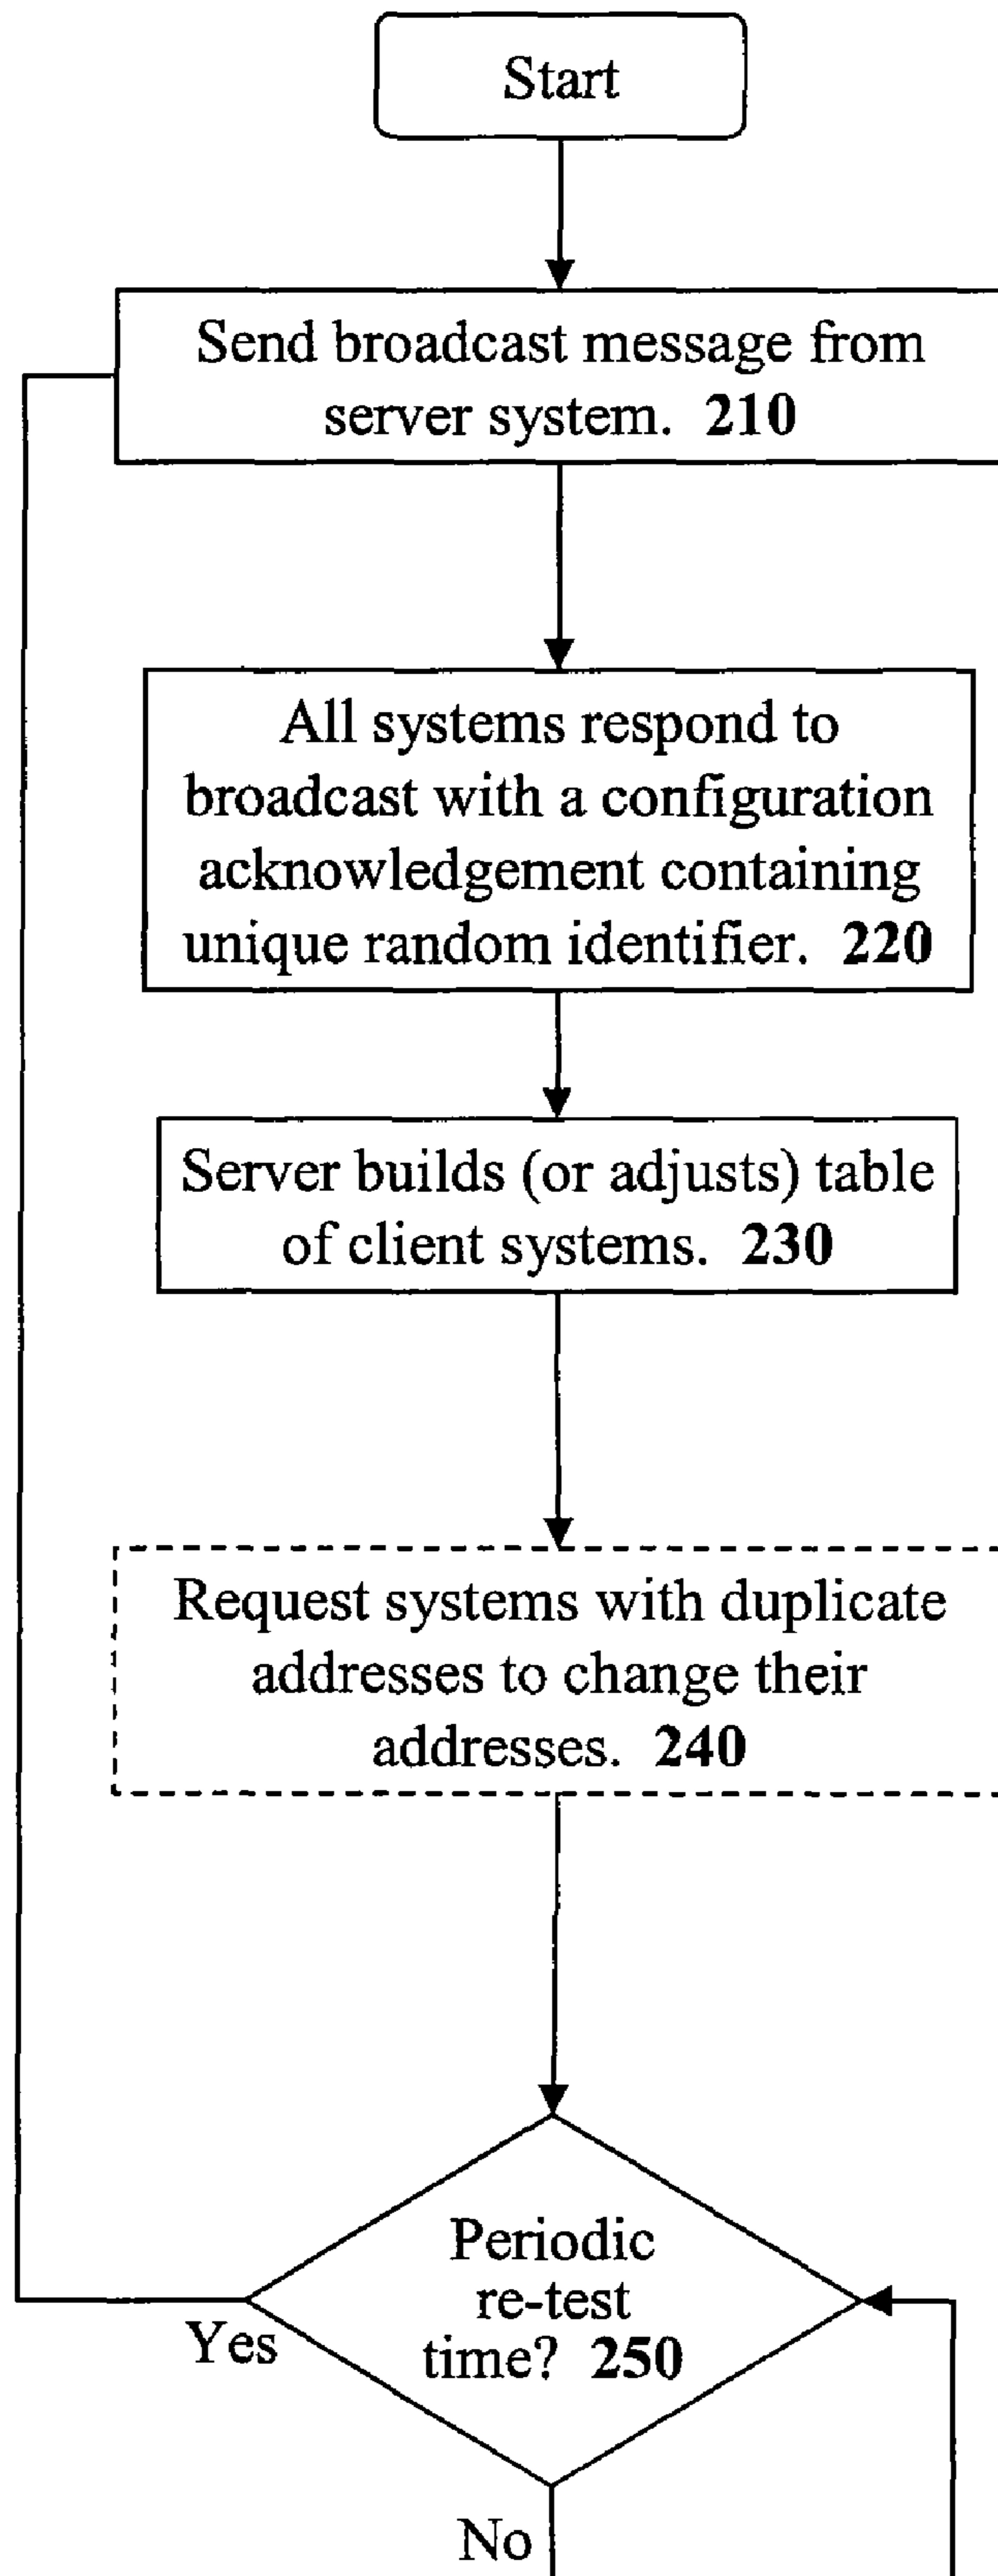 Start
Send broadcast message from
server system. 210
All systems respond to
broadcast with a configuration
acknowledgement containing
unique random identifier. 220
Server builds (or adjusts) table
of client systems. 230
Request systems with duplicate
addresses to change their
addresses. 240
Periodic
re-test
time? 250
Yes
No